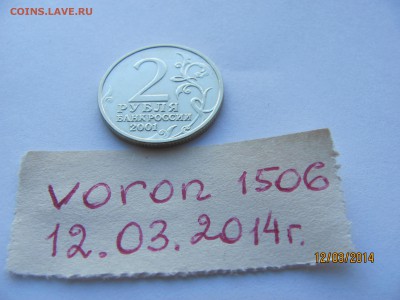 COINS.LAVE.RU
2
РУБЛЯ
БАНК РОССИИ
2001
voron 1506
12.03.2014г.
12/03/2014